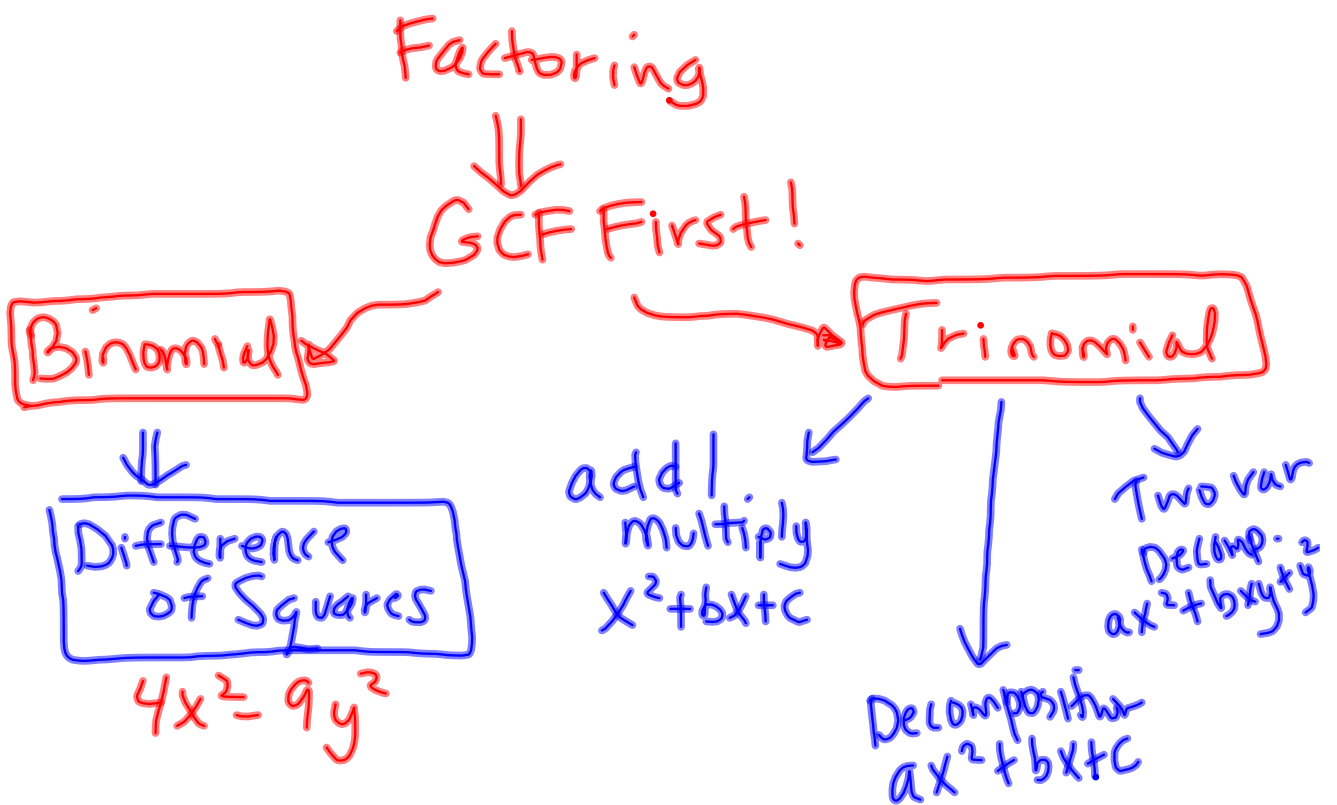 Factoring
GCF First!
Binomial
Trinomial
Difference
of Squares
4x² - 9y²
add/
multiply
x²+bx+c
Decomposition
ax²+bx+c
Two var
Decomp.
ax²+bxy+y²